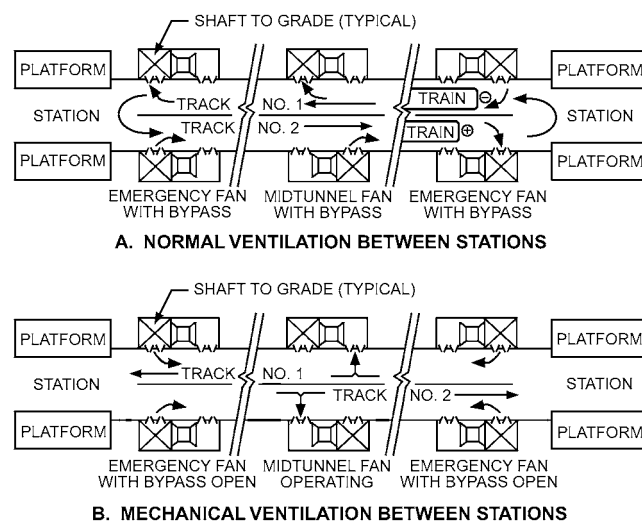 SHAFT TO GRADE (TYPICAL)
PLATFORM
PLATFORM
TRACK NO. 1
TRAIN ⊖
STATION
STATION
TRACK NO. 2
TRAIN ⊕
PLATFORM
PLATFORM
EMERGENCY FAN
WITH BYPASS
MIDTUNNEL FAN
WITH BYPASS
EMERGENCY FAN
WITH BYPASS
A. NORMAL VENTILATION BETWEEN STATIONS
SHAFT TO GRADE (TYPICAL)
PLATFORM
PLATFORM
TRACK NO. 1
STATION
STATION
TRACK NO. 2
PLATFORM
PLATFORM
EMERGENCY FAN
WITH BYPASS OPEN
MIDTUNNEL FAN
OPERATING
EMERGENCY FAN
WITH BYPASS OPEN
B. MECHANICAL VENTILATION BETWEEN STATIONS